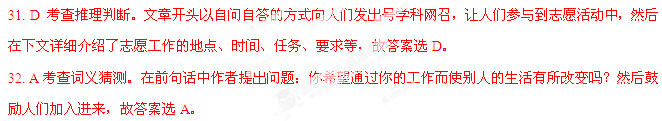 31. D 考查推理判断。文章开头以自问自答的方式向人们发出号学科网召，让人们参与到志愿活动中，然后
在下文详细介绍了志愿工作的地点、时间、任务、要求等，故答案选 D。
32. A 考查词义猜测。在前句话中作者提出问题：你希望通过你的工作而使别人的生活有所改变吗？然后鼓
励人们加入进来，故答案选 A。